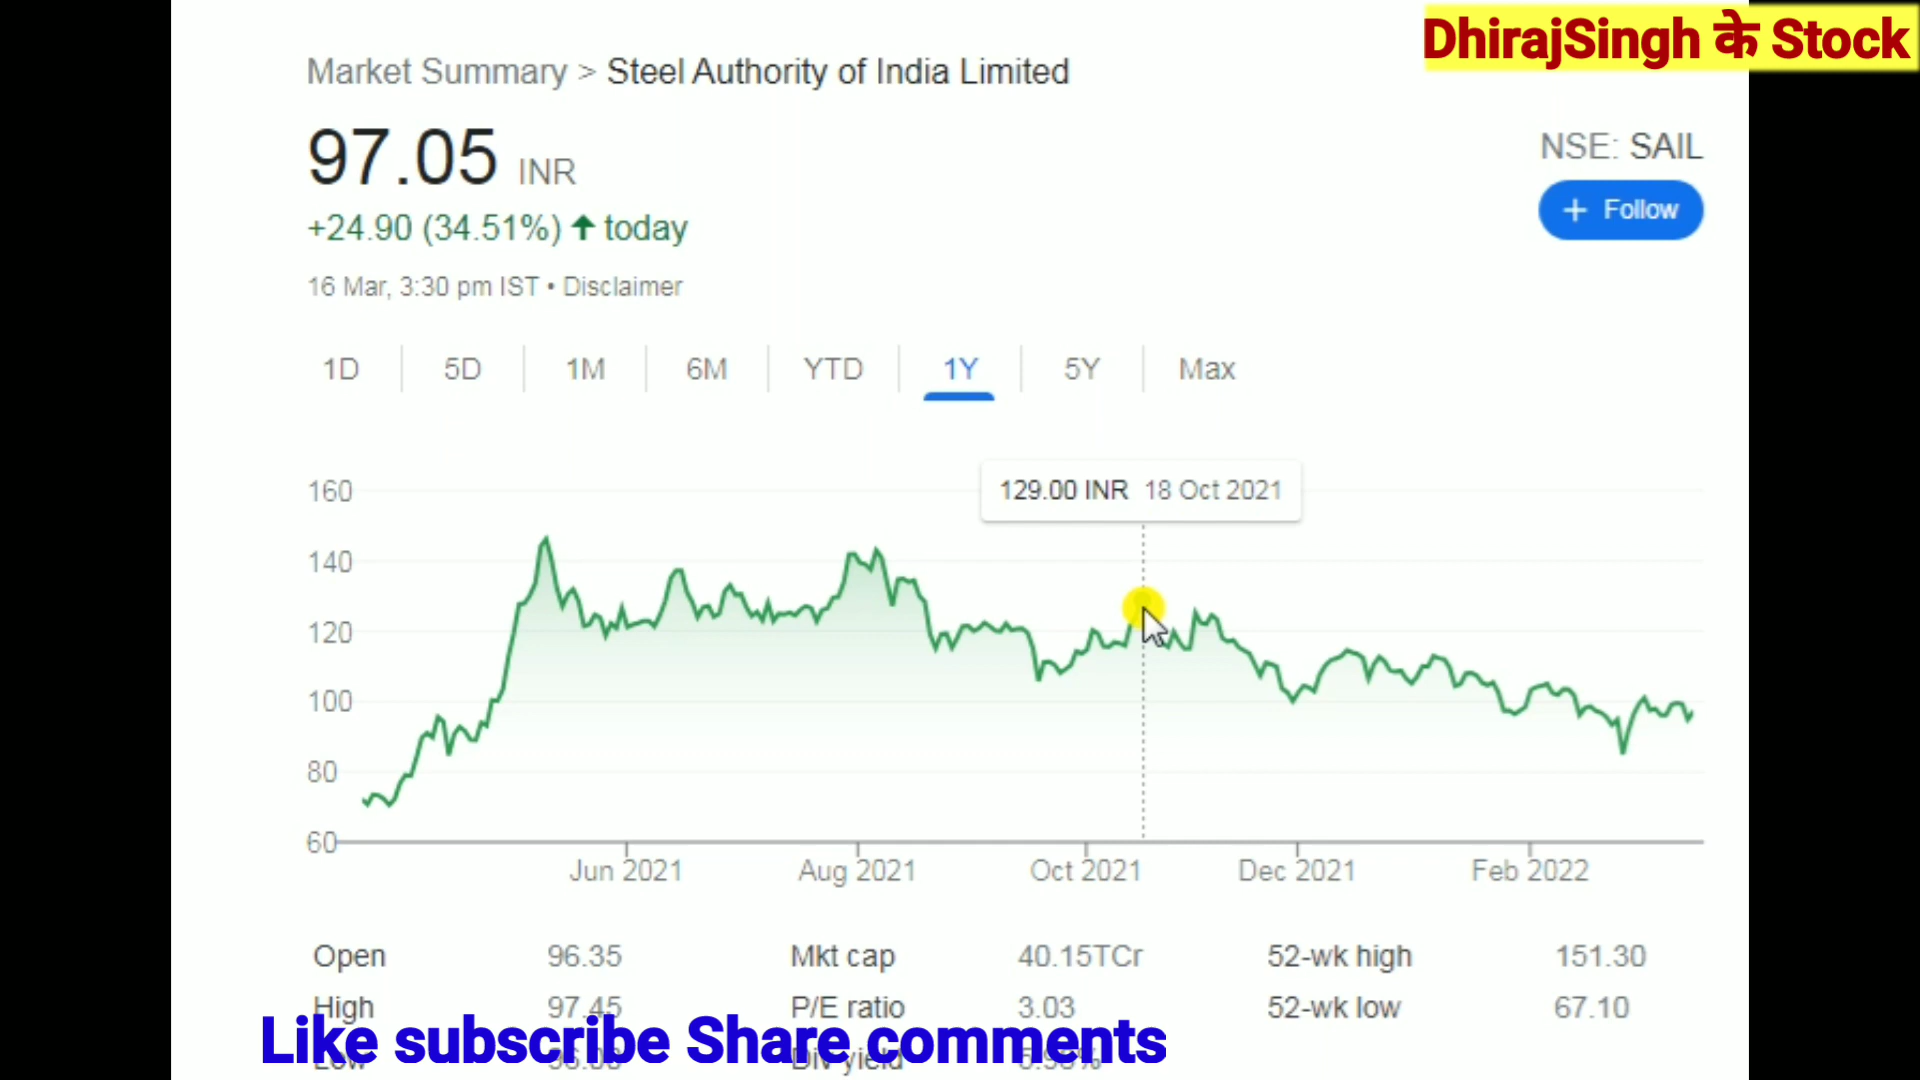 DhirajSingh के Stock
Market Summary > Steel Authority of India Limited
97.05 INR
NSE: SAIL
+24.90 (34.51%) ↑ today
+ Follow
16 Mar, 3:30 pm IST • Disclaimer
1D 5D 1M 6M YTD 1Y 5Y Max
129.00 INR 18 Oct 2021
160
140
120
100
80
60
Jun 2021 Aug 2021 Oct 2021 Dec 2021 Feb 2022
Open 96.35 Mkt cap 40.15TCr 52-wk high 151.30
High 97.45 P/E ratio 3.03 52-wk low 67.10
Like subscribe Share comments
Low Div yield